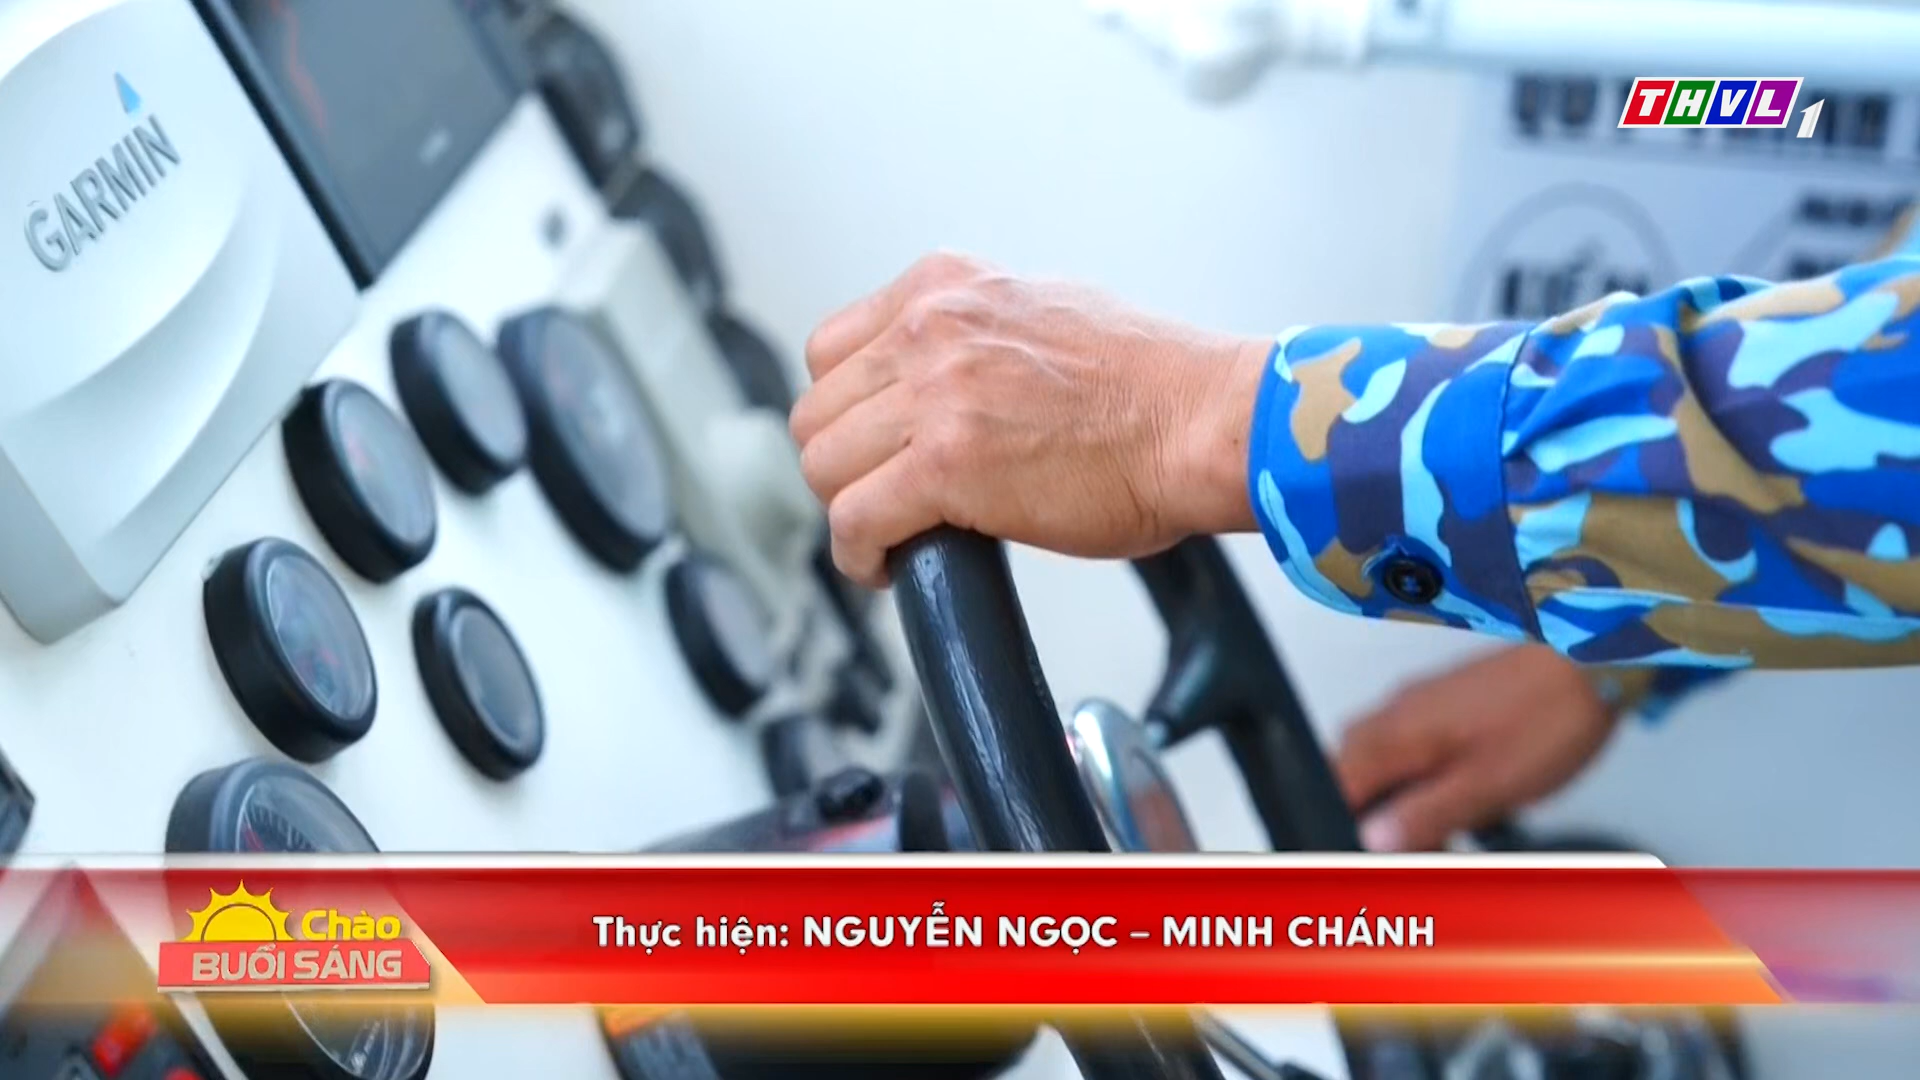 GARMIN
THVL1
Chào
BUỔI SÁNG
Thực hiện: NGUYỄN NGỌC – MINH CHÁNH